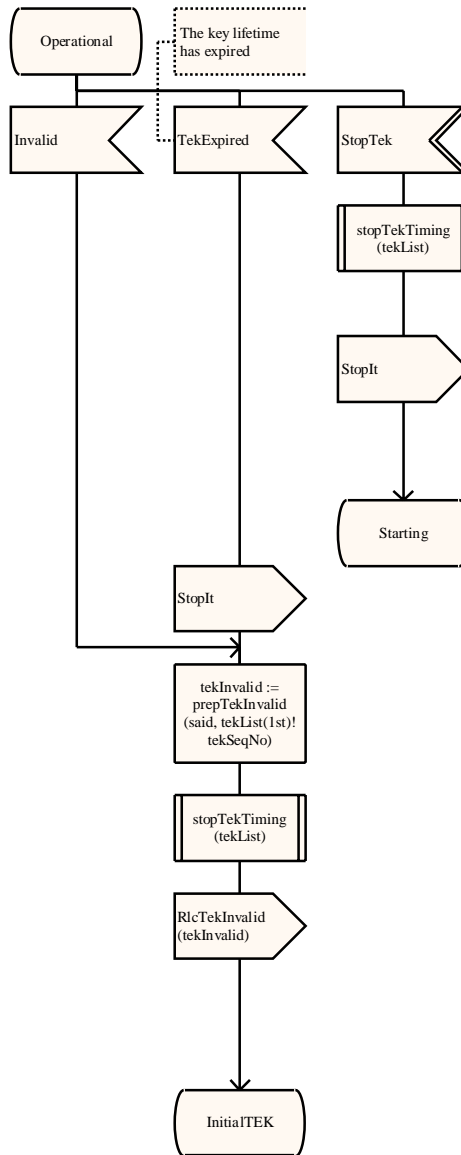 Operational
The key lifetime
has expired
Invalid
TekExpired
StopTek
stopTekTiming
(tekList)
StopIt
Starting
StopIt
tekInvalid :=
prepTekInvalid
(said, tekList(1st)!
tekSeqNo)
stopTekTiming
(tekList)
RlcTekInvalid
(tekInvalid)
InitialTEK